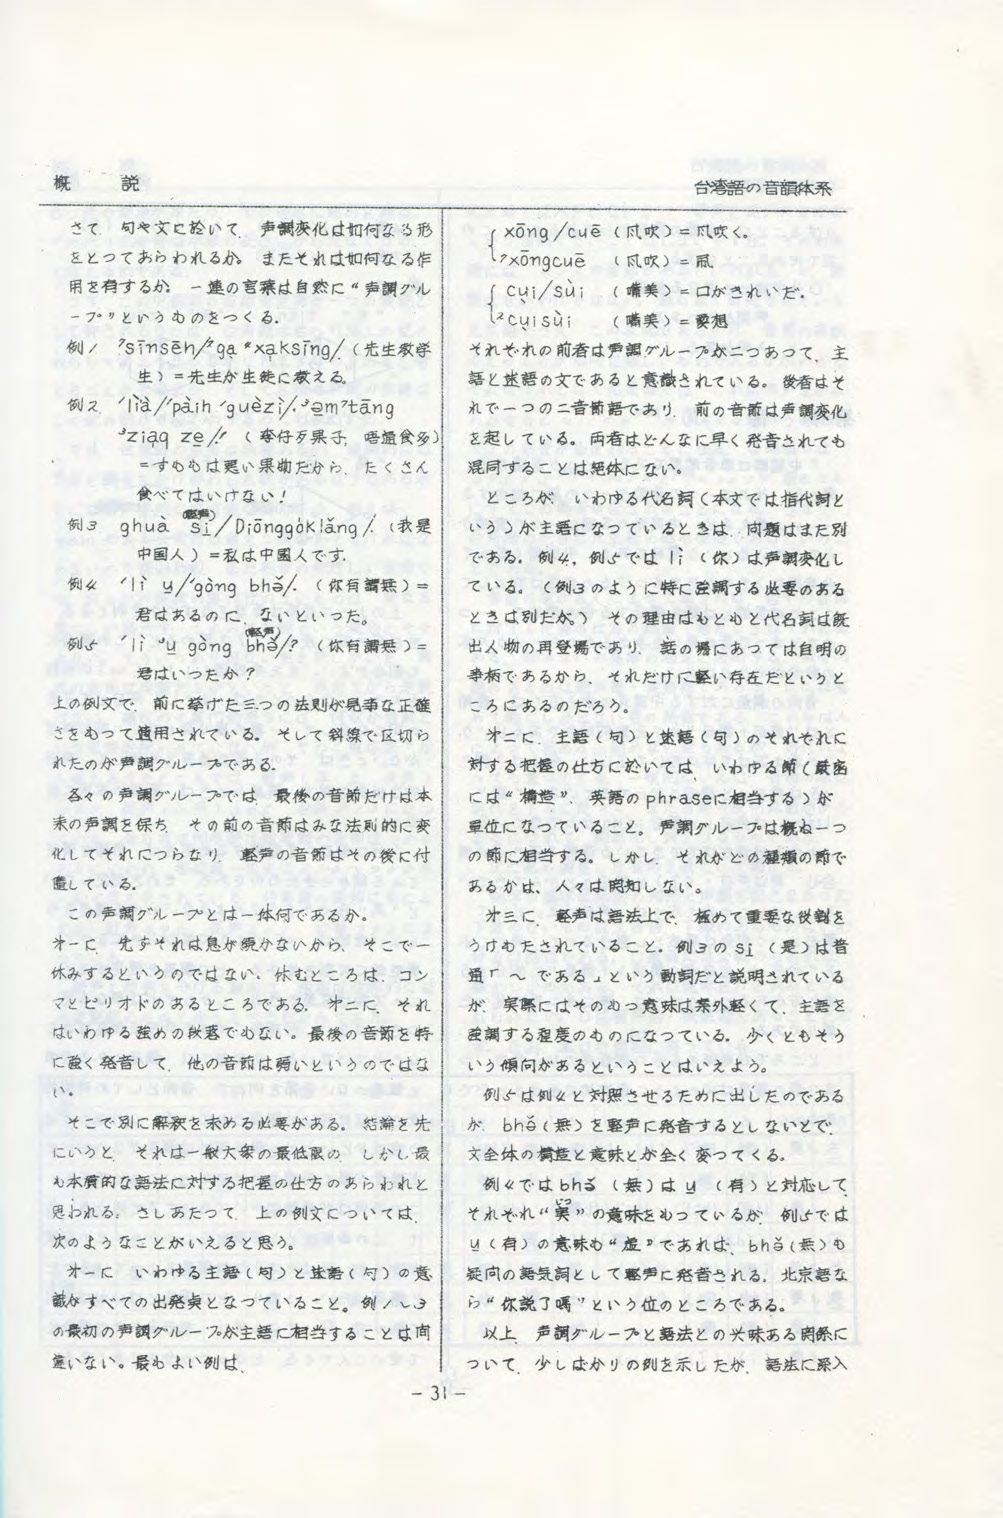 概　説
台湾語の音韻体系
さて、句や文に於いて、声調変化は如何なる形
をとつてあらわれるか。またそれは如何なる作
用を有するか。一連の言葉は自然に“声調グル
ープ”というものをつくる。
例1 ⁷sīnsēh/²ga̤ *xa̤ksīng/.（先生教学
生）＝先生が生徒に教える。
例2. ´lià/´pàih ´guèzì/.³e̤m⁷tāng
³zia̤q ze̤/!（李仔歹果子，唔通食多）
＝すももは悪い果物だから、たくさん
食べてはいけない！
例3 ghuà si̤(軽声)/Diōnggȯklǎng/.（我是
中国人）＝私は中國人です。
例4 ´lì ṳ/´gòng bhǒ/.（你有講無）＝
君はあるのに、ないといった。
例5 ´lì ³ṳ gòng bhə̌(軽声)/?（你有講無）＝
君はいつたか？
上の例文で、前に挙げた三つの法則が見事な正確
さをもつて適用されている。そして斜線で区切ら
れたのが声調グループである。
各々の声調グループでは、最後の音節だけは本
来の声調を保ち、その前の音節はみな法則的に変
化してそれにつらなり、軽声の音節はその後に付
置している。
この声調グループとは一体何であるか。
才一に、先ずそれは息が続かないから、そこで一
休みするというのではない。休むところは、コン
マとピリオドのあるところである。才二に、それ
はいわゆる強めの段落でもない。最後の音節を特
に強く発音して、他の音節は弱いというのではな
い。
そこで別に解釈を求める必要がある。結論を先
にいうと、それは一般大衆の最低限の、しかし最
も本質的な語法に対する把握の仕方のあらわれと
思われる。さしあたつて、上の例文については、
次のようなことがいえると思う。
才一に　いわゆる主語（句）と述語（句）の意
識がすべての出発点となつていること。例1～3
の最初の声調グループが主語に相当することは間
違いない。最もよい例は、
xōng/cuē（风吹）＝风吹く。
⁷xōngcuē（风吹）＝凧
cùi/sùi（嘴美）＝口がきれいだ。
²cu̠isùi（嘴美）＝愛想
それぞれの前者は声調グループが二つあつて、主
語と述語の文であると意識されている。後者はそ
れで一つの二音節語であり、前の音節は声調変化
を起している。両者はどんなに早く発音されても
混同することは絶体にない。
ところが、いわゆる代名詞（本文では指代詞と
いう）が主語になつているときは、問題はまた別
である。例4、例5では lì（你）は声調変化し
ている。（例3のように特に強調する必要のある
ときは別だが。）その理由はもともと代名詞は既
出人物の再登場であり、話の場にあつては自明の
事柄であるから、それだけに軽い存在だというと
ころにあるのだろう。
才二に、主語（句）と述語（句）のそれぞれに
対する把握の仕方に於いては、いわゆる節（厳密
には“構造”、英語のphraseに相当する）が
単位になつていること。声調グループは概ね一つ
の節に相当する。しかし、それがどの種類の節で
あるかは、人々は関知しない。
才三に、軽声は語法上で、極めて重要な役割を
うけもたされていること。例3の si̤（是）は普
通「～である」という動詞だと説明されている
が、実際にはそのもつ意味は案外軽くて、主語を
強調する程度のものになつている。少くともそう
いう傾向があるということはいえよう。
例5は例4と対照させるために出したのである
が、bhǒ（無）を軽声に発音するとしないとで、
文全体の構造と意味とが全く変つてくる。
例4では bhǒ（無）は ṳ（有）と対応して、
それぞれ“実(じつ)”の意味をもつているが、例5では
ṳ（有）の意味も“虚”であれば、bhǒ（無）も
疑问の語気詞として軽声に発音される。北京語な
ら“你説了嗎”という位のところである。
以上、声調グループと語法との興味ある関係に
ついて、少しばかりの例を示したが、語法に深入
- 31 -